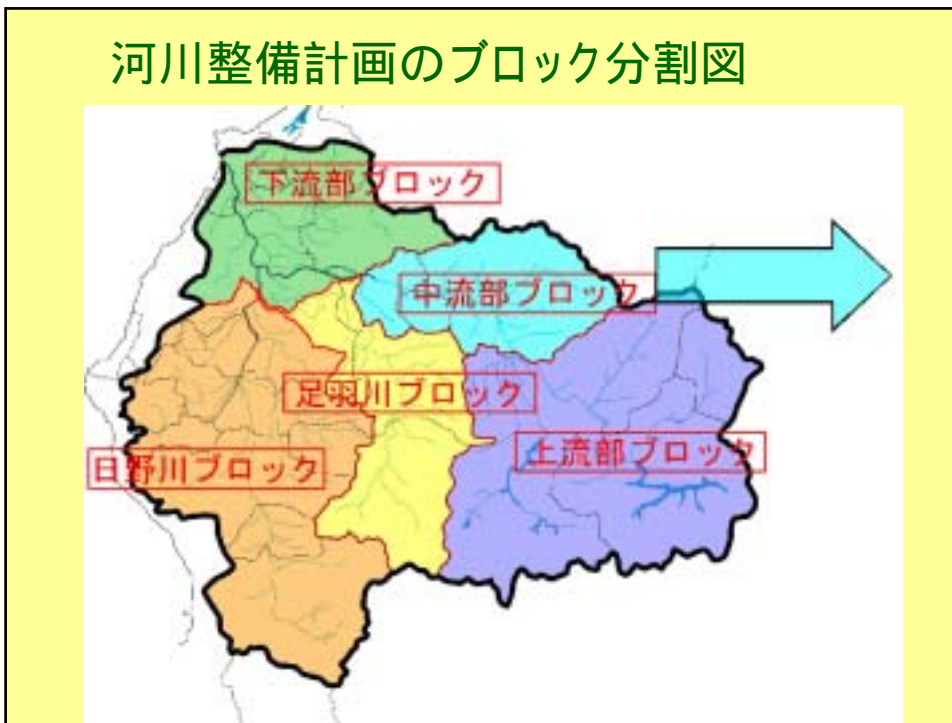 河川整備計画のブロック分割図
下流部ブロック
中流部ブロック
足羽川ブロック
上流部ブロック
日野川ブロック